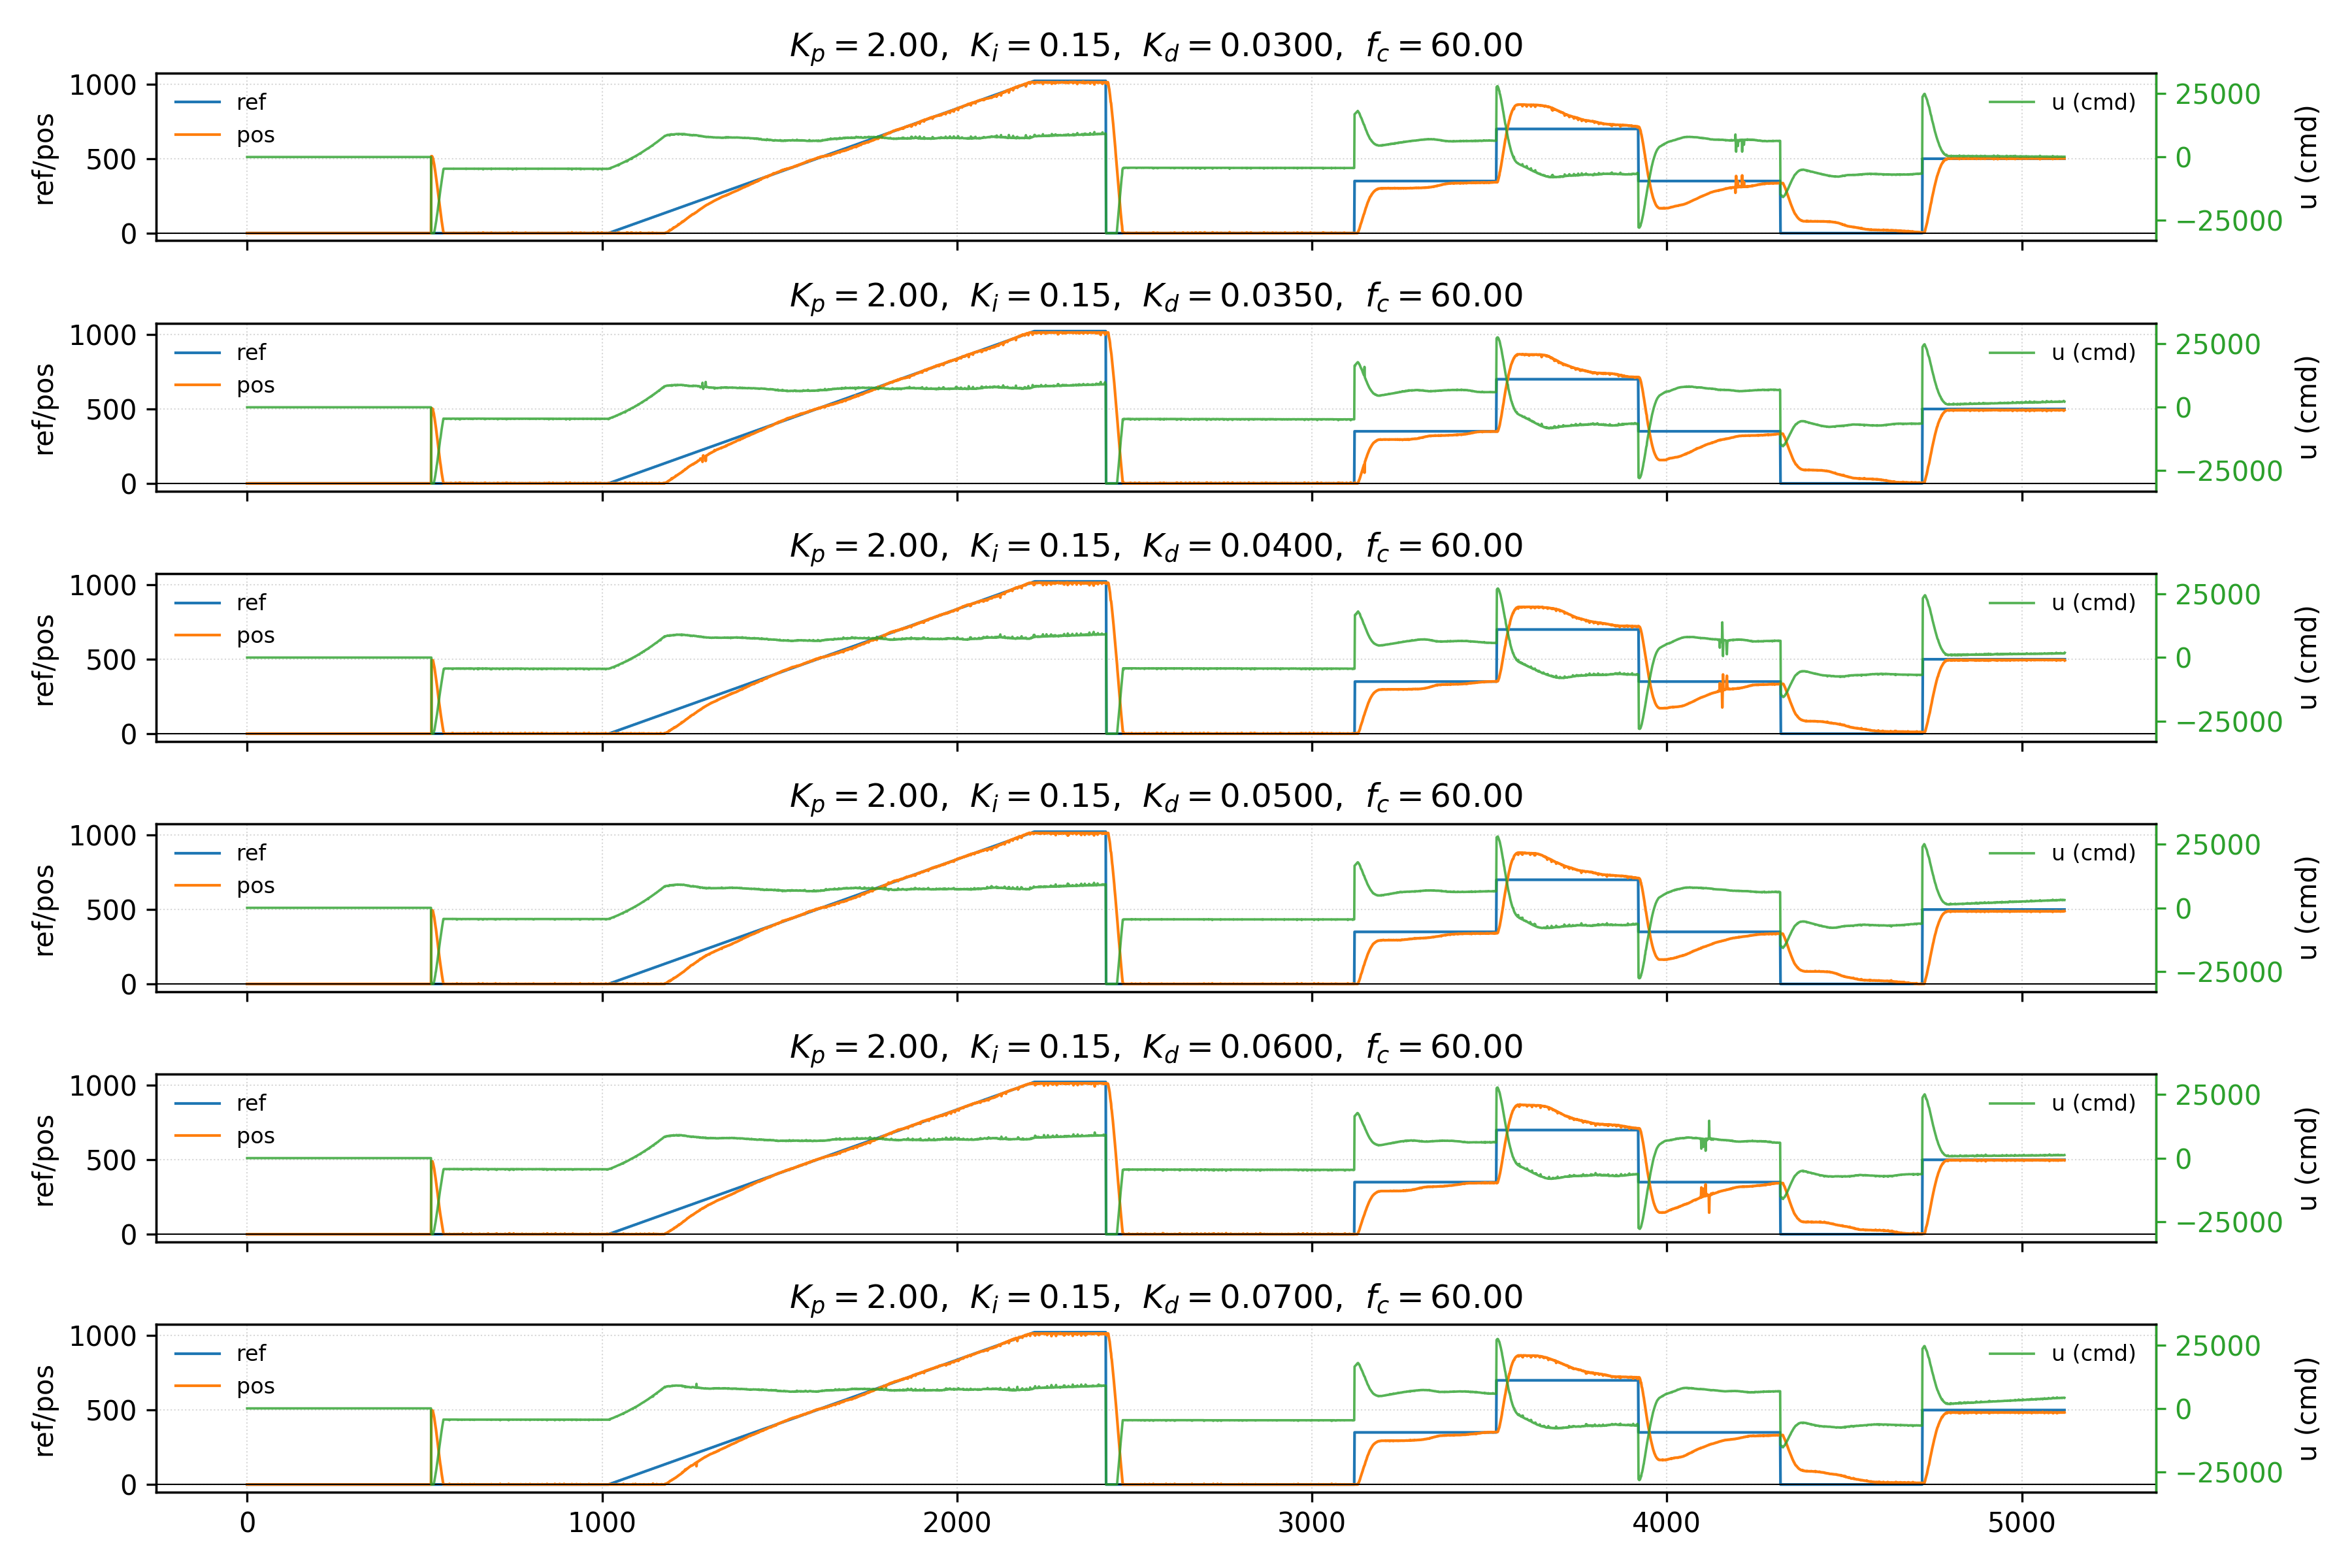 K_p = 2.00, K_i = 0.15, K_d = 0.0300, f_c = 60.00
1000
500
0
ref/pos
ref
pos
u (cmd)
25000
0
−25000
u (cmd)
K_p = 2.00, K_i = 0.15, K_d = 0.0350, f_c = 60.00
1000
500
0
ref/pos
ref
pos
u (cmd)
25000
0
−25000
u (cmd)
K_p = 2.00, K_i = 0.15, K_d = 0.0400, f_c = 60.00
1000
500
0
ref/pos
ref
pos
u (cmd)
25000
0
−25000
u (cmd)
K_p = 2.00, K_i = 0.15, K_d = 0.0500, f_c = 60.00
1000
500
0
ref/pos
ref
pos
u (cmd)
25000
0
−25000
u (cmd)
K_p = 2.00, K_i = 0.15, K_d = 0.0600, f_c = 60.00
1000
500
0
ref/pos
ref
pos
u (cmd)
25000
0
−25000
u (cmd)
K_p = 2.00, K_i = 0.15, K_d = 0.0700, f_c = 60.00
1000
500
0
ref/pos
ref
pos
u (cmd)
25000
0
−25000
u (cmd)
0 1000 2000 3000 4000 5000